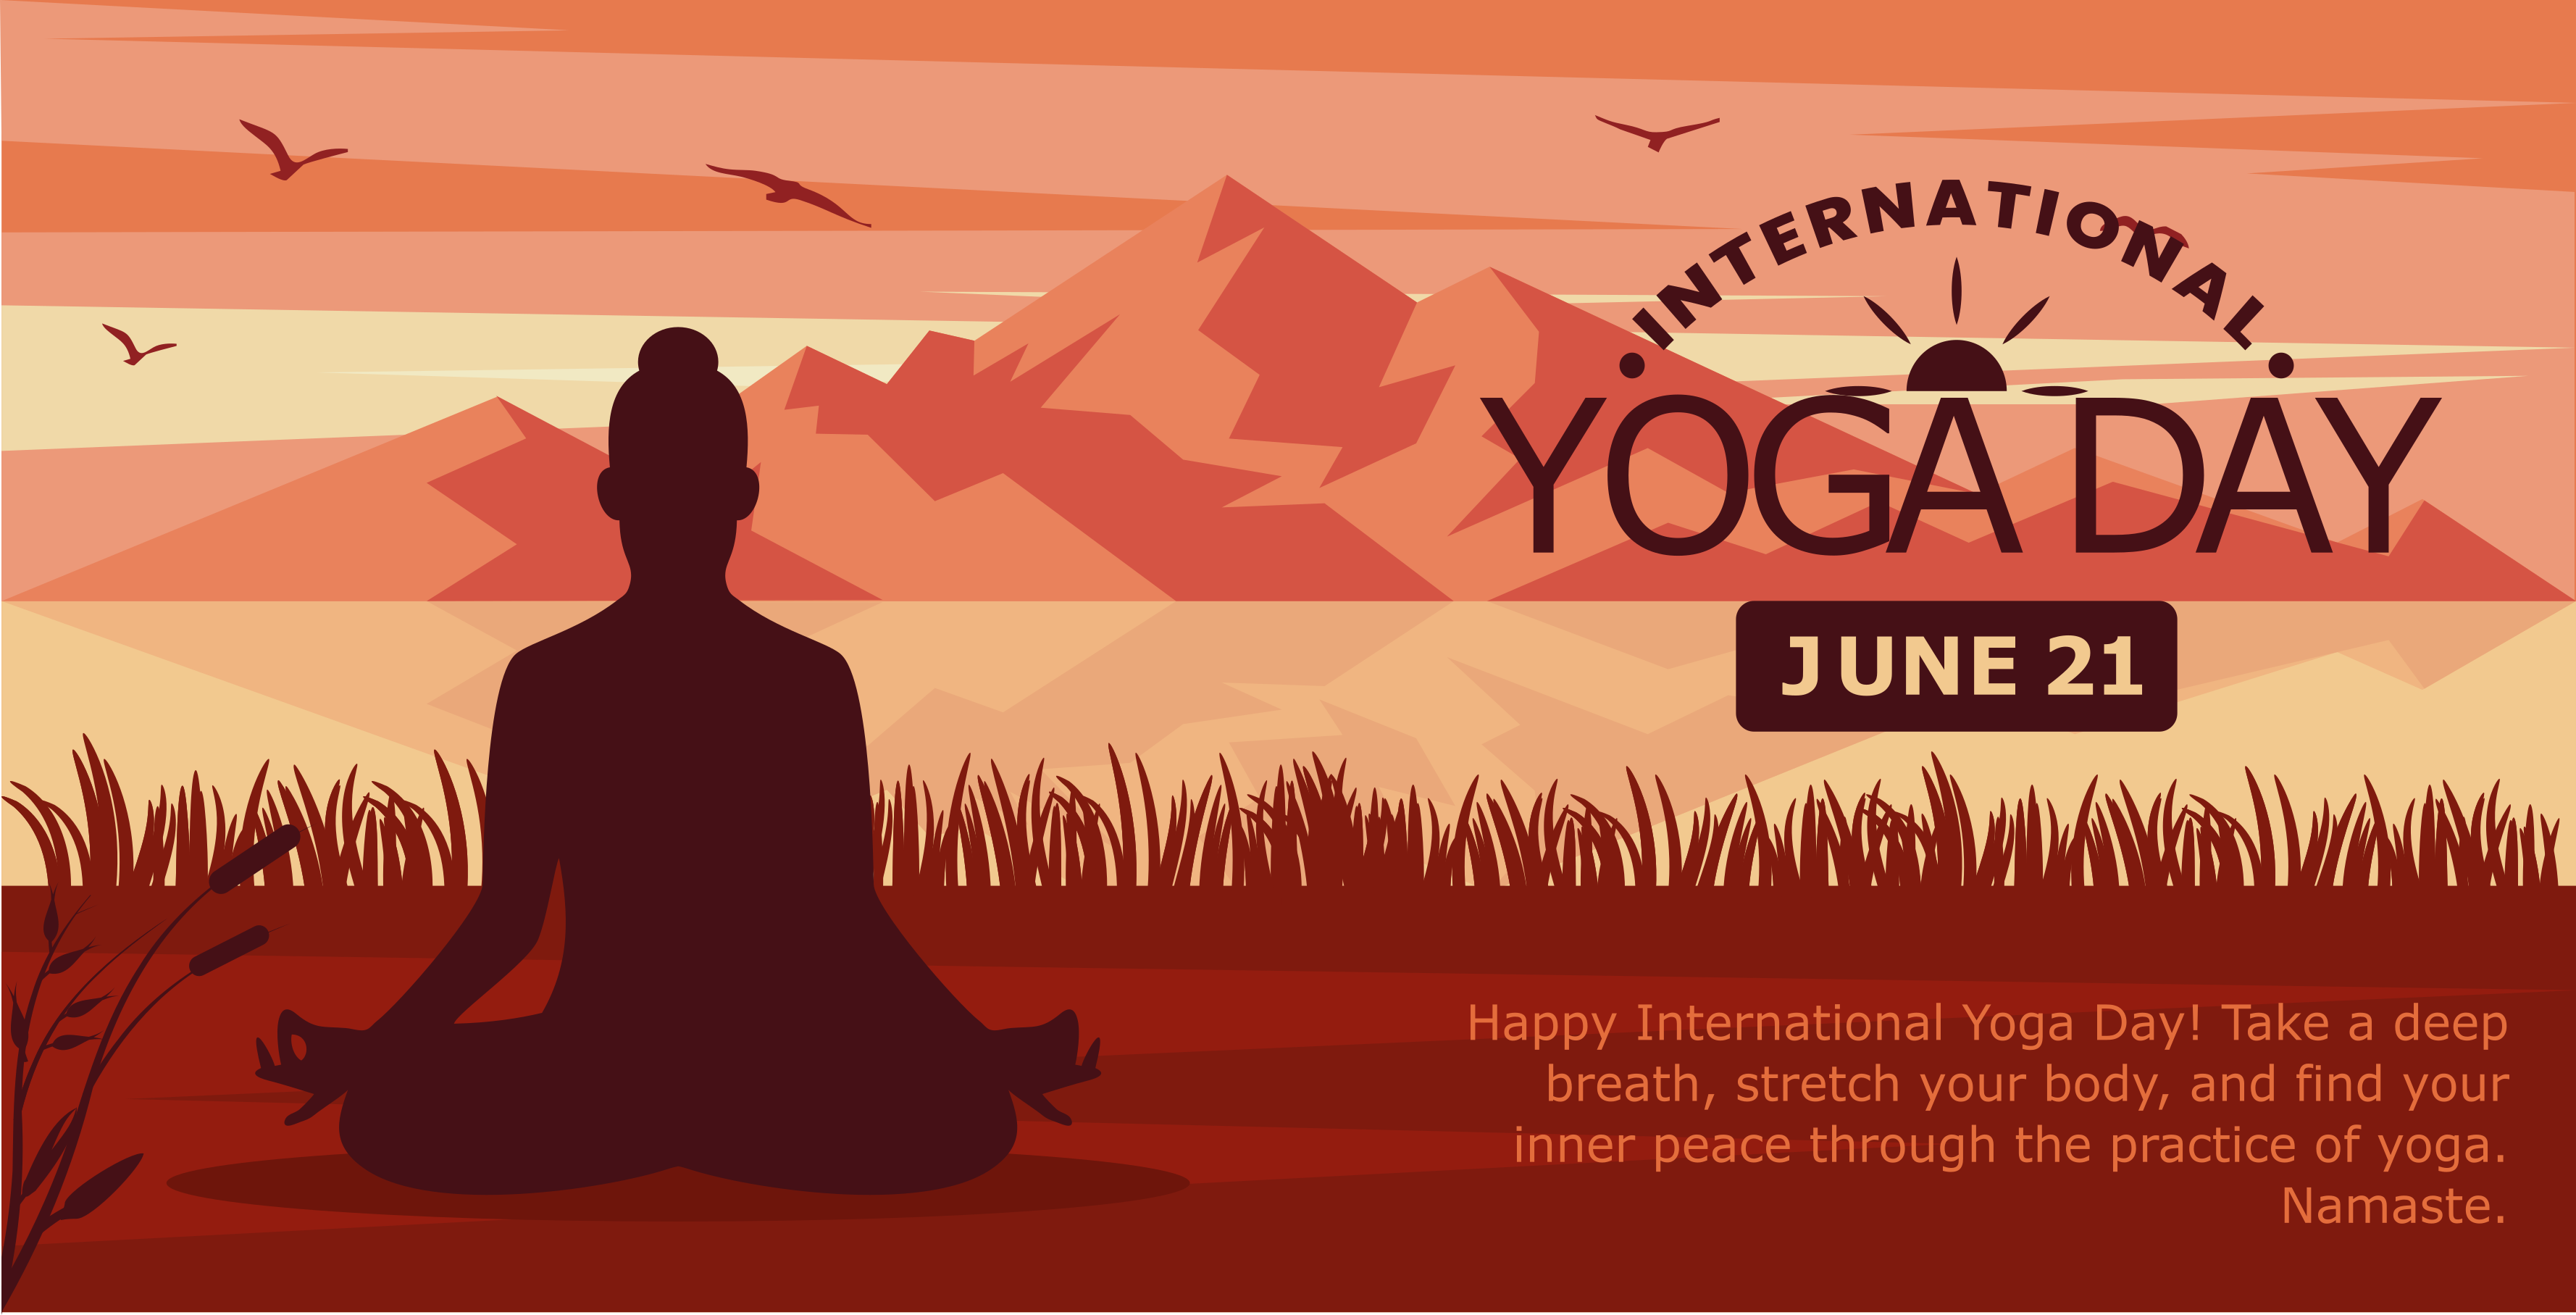 INTERNATIONAL
YOGA DAY
JUNE 21
Happy International Yoga Day! Take a deep
breath, stretch your body, and find your
inner peace through the practice of yoga.
Namaste.